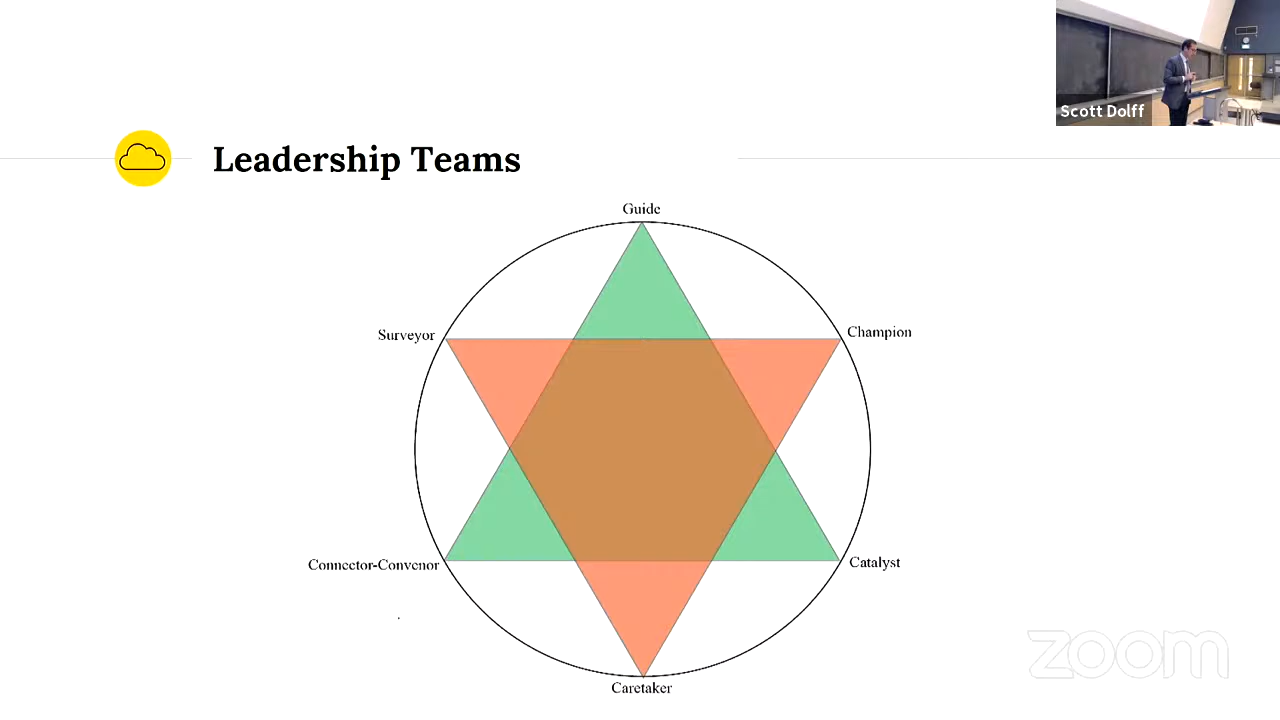 Scott Dolff
Leadership Teams
Guide
Surveyor
Champion
Connector-Convenor
Catalyst
Caretaker
zoom